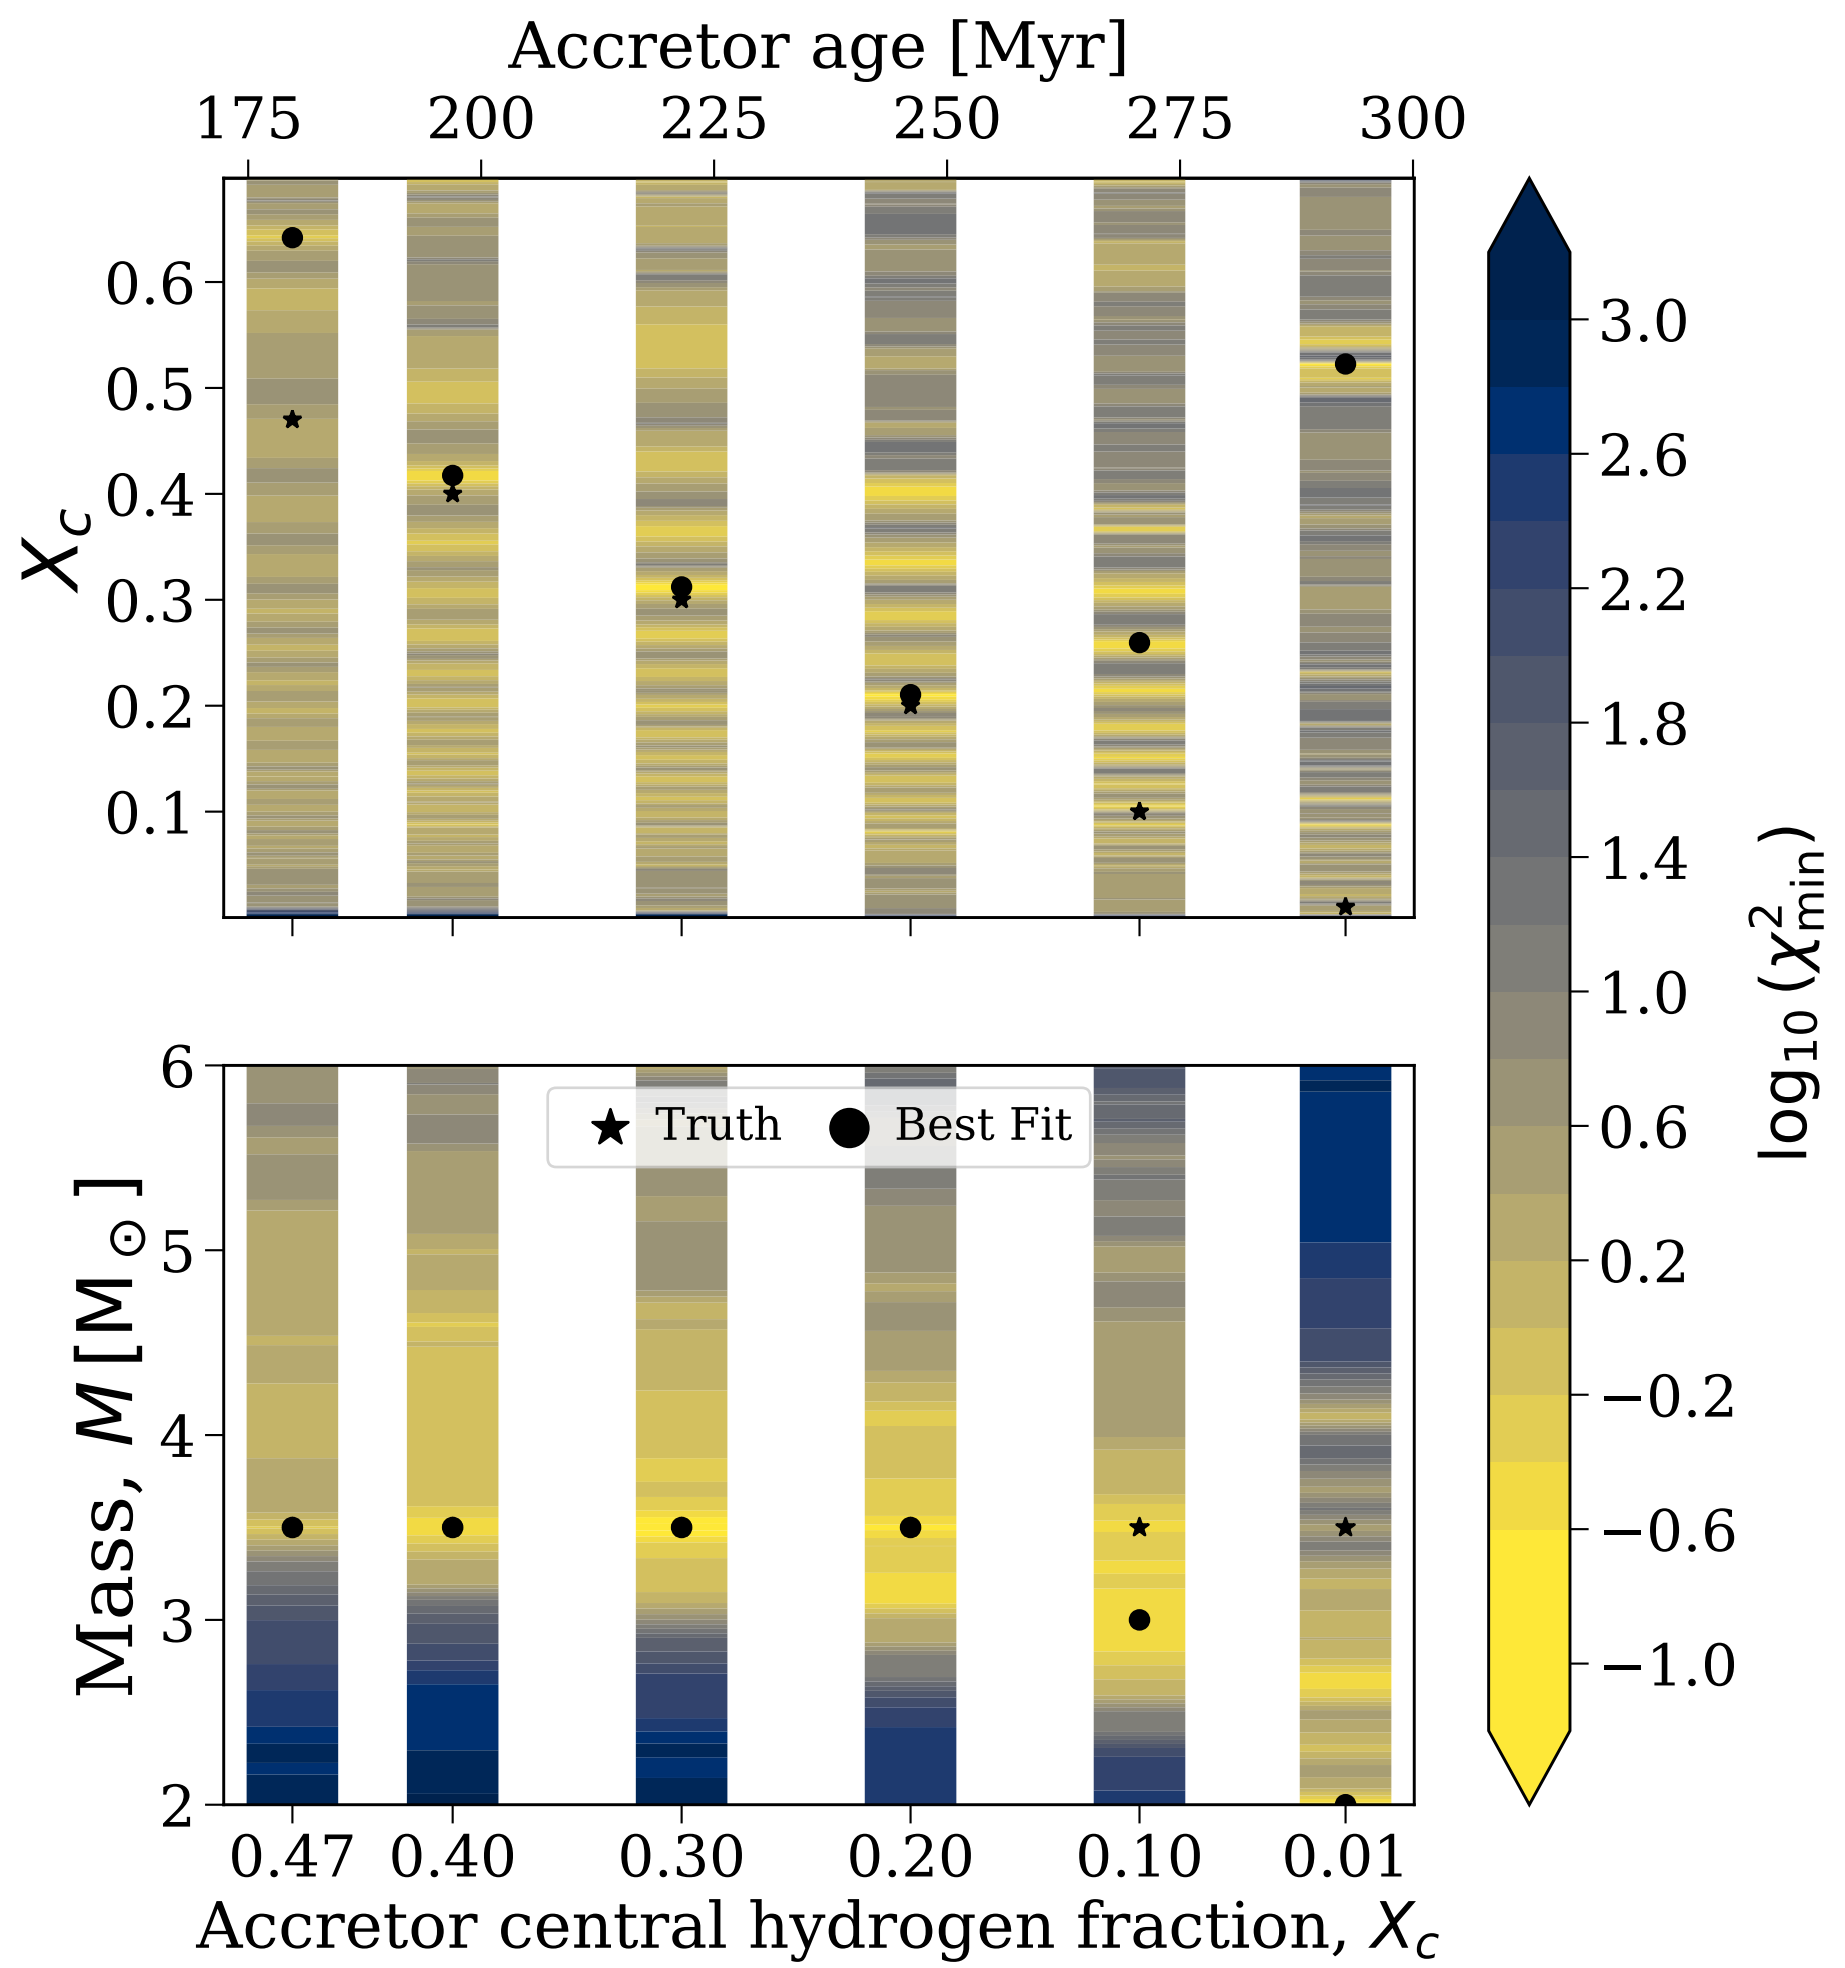 Accretor age [Myr]
175 200 225 250 275 300
0.6
0.5
0.4
0.3
0.2
0.1
X_c
6
5
4
3
2
Mass, M [M⊙]
Truth Best Fit
0.47 0.40 0.30 0.20 0.10 0.01
Accretor central hydrogen fraction, X_c
3.0
2.6
2.2
1.8
1.4
1.0
0.6
0.2
−0.2
−0.6
−1.0
log₁₀ (χ²_min)